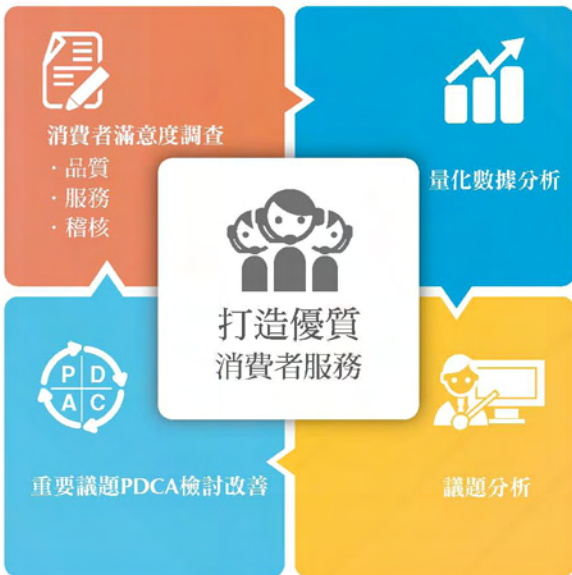 消費者滿意度調查
·品質
·服務
·稽核
量化數據分析
打造優質
消費者服務
P D
A C
重要議題PDCA檢討改善
議題分析